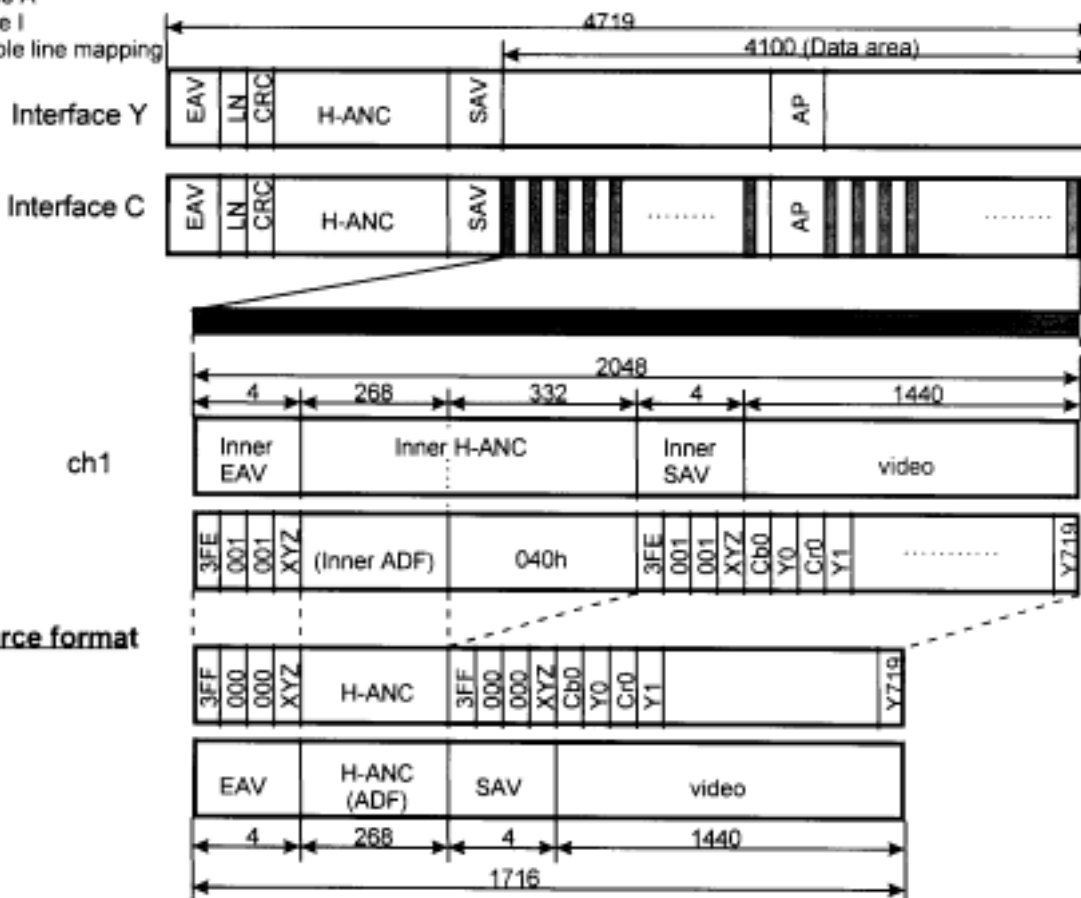 4719
ple line mapping
4100 (Data area)
Interface Y
EAV LN CRC H-ANC SAV AP
Interface C
EAV LN CRC H-ANC SAV ........ AP ........
2048
4 268 332 4 1440
ch1
Inner EAV Inner H-ANC Inner SAV video
3FE 001 001 XYZ (Inner ADF) 040h 3FE 001 001 XYZ Cb0 Y0 Cr0 Y1 ........... Y719
rce format
3FF 000 000 XYZ H-ANC 3FF 000 000 XYZ Cb0 Y0 Cr0 Y1 Y719
EAV H-ANC (ADF) SAV video
4 268 4 1440
1716